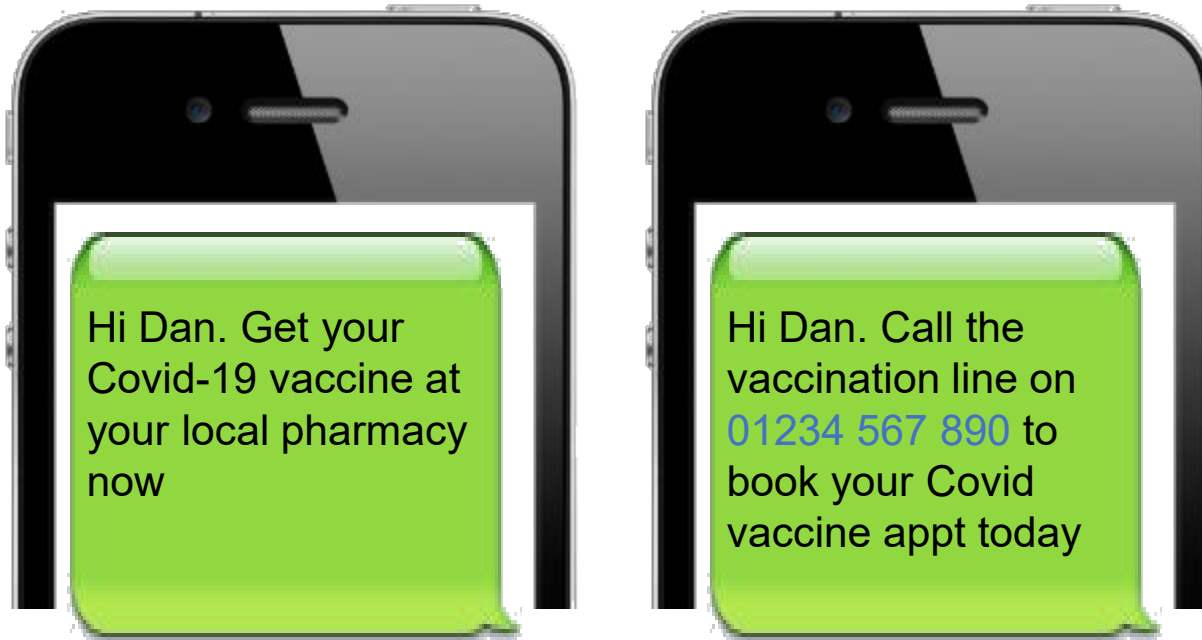 Hi Dan. Get your
Covid-19 vaccine at
your local pharmacy
now
Hi Dan. Call the
vaccination line on
01234 567 890 to
book your Covid
vaccine appt today